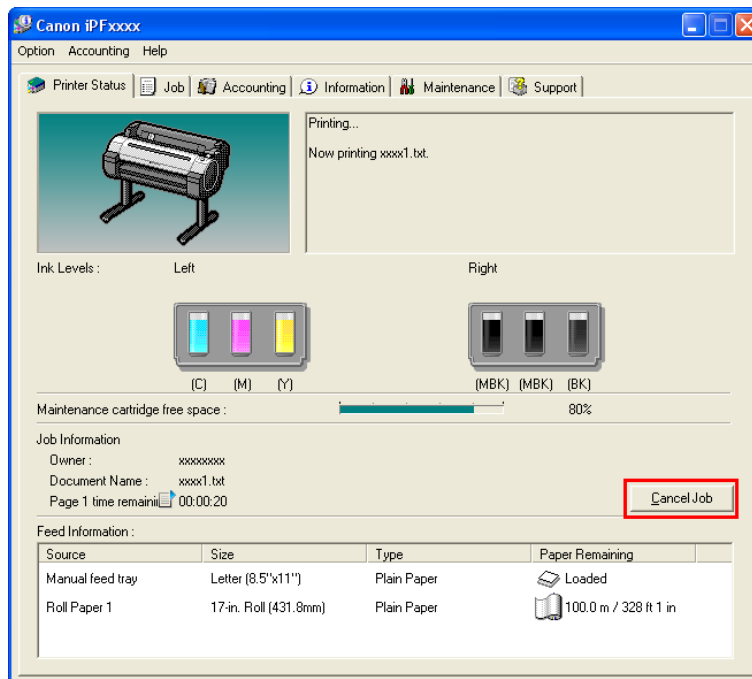 Canon iPFxxxx
Option Accounting Help
Printer Status Job Accounting Information Maintenance Support
Printing...
Now printing xxxx1.txt.
Ink Levels : Left Right
(C) (M) (Y) (MBK) (MBK) (BK)
Maintenance cartridge free space : 80%
Job Information
Owner : xxxxxxxx
Document Name : xxxx1.txt
Page 1 time remaini 00:00:20
Cancel Job
Feed Information :
Source Size Type Paper Remaining
Manual feed tray Letter (8.5"x11") Plain Paper Loaded
Roll Paper 1 17-in. Roll (431.8mm) Plain Paper 100.0 m / 328 ft 1 in